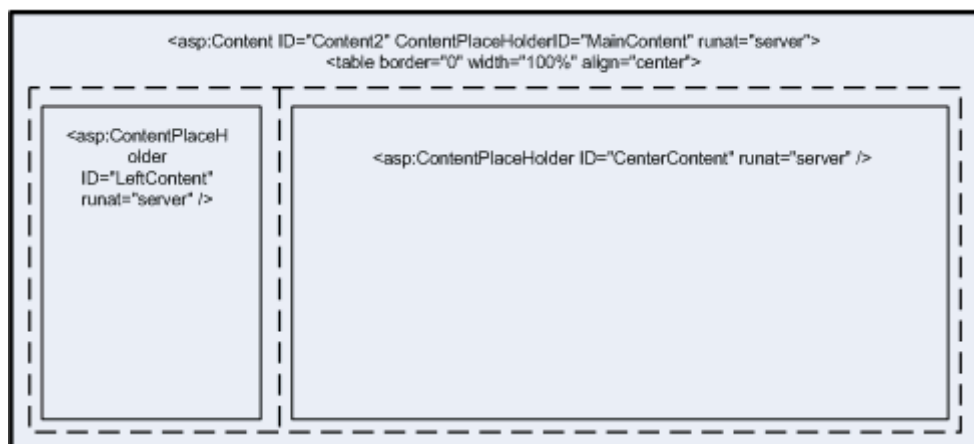 <asp:Content ID="Content2" ContentPlaceHolderID="MainContent" runat="server">
<table border="0" width="100%" align="center">
<asp:ContentPlaceH
older
ID="LeftContent"
runat="server" />
<asp:ContentPlaceHolder ID="CenterContent" runat="server" />